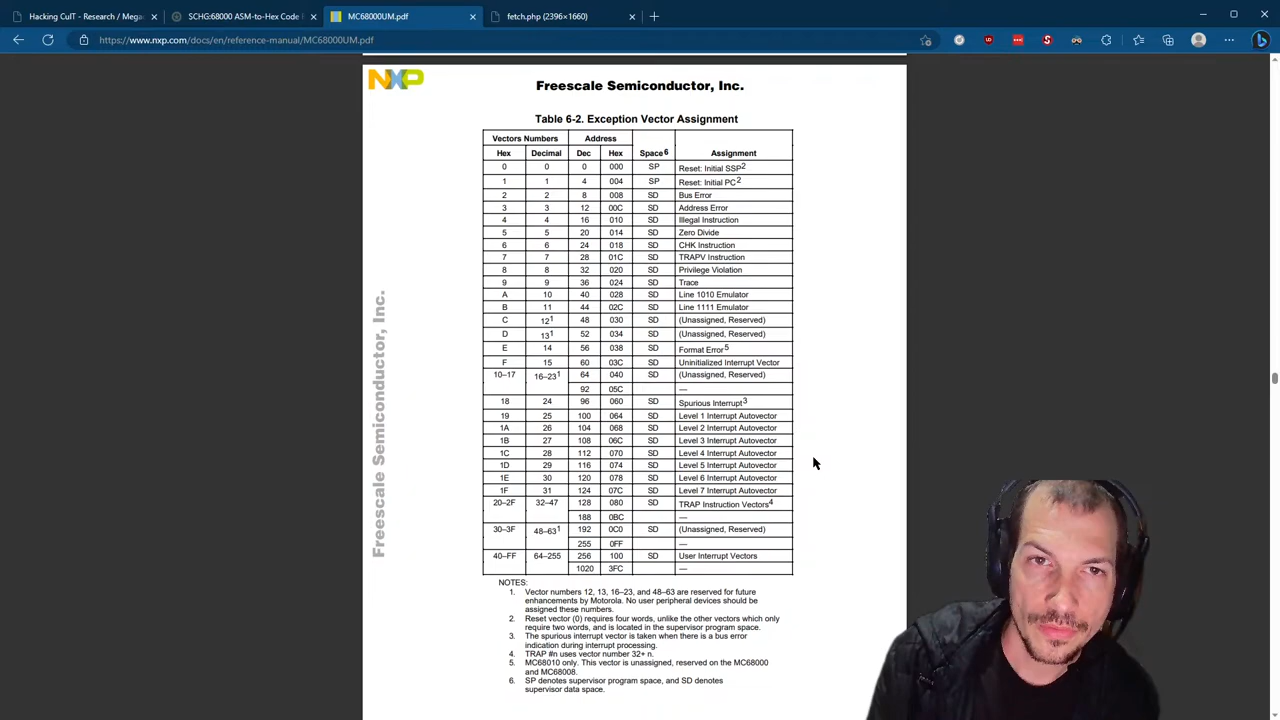 Hacking CulT - Research / Mega
SCHG:68000 ASM-to-Hex Code
MC68000UM.pdf
fetch.php (2396×1660)
https://www.nxp.com/docs/en/reference-manual/MC68000UM.pdf
NXP
Freescale Semiconductor, Inc.
Table 6-2. Exception Vector Assignment
Vectors Numbers Address
Hex Decimal Dec Hex Space6 Assignment
0 0 0 000 SP Reset: Initial SSP2
1 1 4 004 SP Reset: Initial PC2
2 2 8 008 SD Bus Error
3 3 12 00C SD Address Error
4 4 16 010 SD Illegal Instruction
5 5 20 014 SD Zero Divide
6 6 24 018 SD CHK Instruction
7 7 28 01C SD TRAPV Instruction
8 8 32 020 SD Privilege Violation
9 9 36 024 SD Trace
A 10 40 028 SD Line 1010 Emulator
B 11 44 02C SD Line 1111 Emulator
C 121 48 030 SD (Unassigned, Reserved)
D 131 52 034 SD (Unassigned, Reserved)
E 14 56 038 SD Format Error5
F 15 60 03C SD Uninitialized Interrupt Vector
10–17 16–231 64 040 SD (Unassigned, Reserved)
92 05C —
18 24 96 060 SD Spurious Interrupt3
19 25 100 064 SD Level 1 Interrupt Autovector
1A 26 104 068 SD Level 2 Interrupt Autovector
1B 27 108 06C SD Level 3 Interrupt Autovector
1C 28 112 070 SD Level 4 Interrupt Autovector
1D 29 116 074 SD Level 5 Interrupt Autovector
1E 30 120 078 SD Level 6 Interrupt Autovector
1F 31 124 07C SD Level 7 Interrupt Autovector
20–2F 32–47 128 080 SD TRAP Instruction Vectors4
188 0BC —
30–3F 48–631 192 0C0 SD (Unassigned, Reserved)
255 0FF —
40–FF 64–255 256 100 SD User Interrupt Vectors
1020 3FC —
NOTES:
1. Vector numbers 12, 13, 16–23, and 48–63 are reserved for future
enhancements by Motorola. No user peripheral devices should be
assigned these numbers.
2. Reset vector (0) requires four words, unlike the other vectors which only
require two words, and is located in the supervisor program space.
3. The spurious interrupt vector is taken when there is a bus error
indication during interrupt processing.
4. TRAP #n uses vector number 32+ n.
5. MC68010 only. This vector is unassigned, reserved on the MC68000
and MC68008.
6. SP denotes supervisor program space, and SD denotes
supervisor data space.
Freescale Semiconductor, Inc.